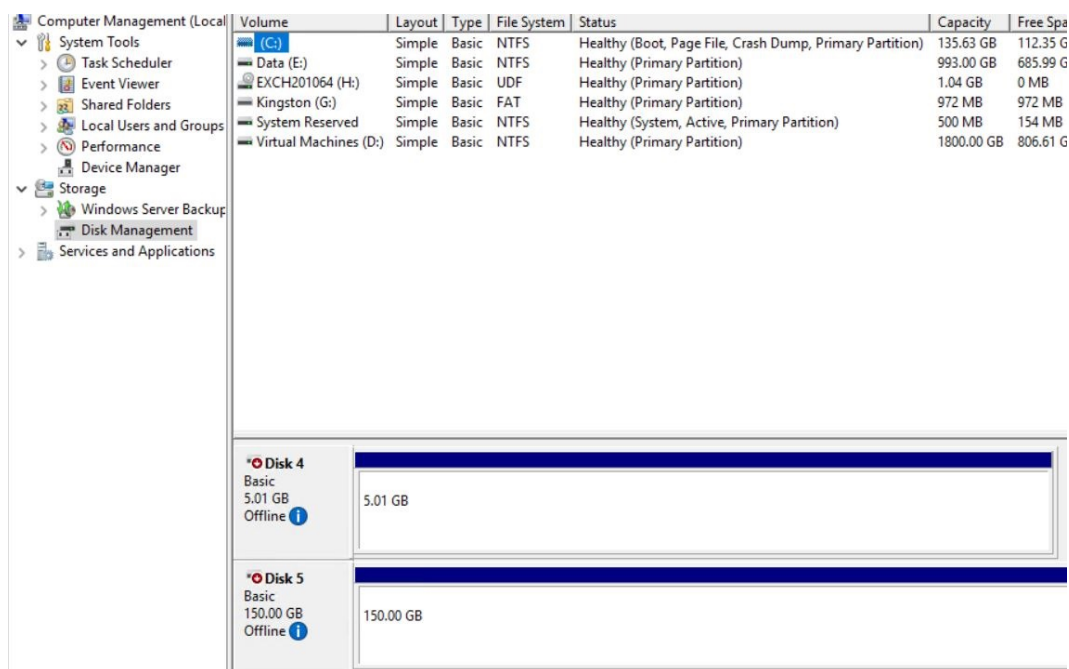 Computer Management (Local
System Tools
Task Scheduler
Event Viewer
Shared Folders
Local Users and Groups
Performance
Device Manager
Storage
Windows Server Backup
Disk Management
Services and Applications
Volume Layout Type File System Status Capacity Free Spa
(C:) Simple Basic NTFS Healthy (Boot, Page File, Crash Dump, Primary Partition) 135.63 GB 112.35 G
Data (E:) Simple Basic NTFS Healthy (Primary Partition) 993.00 GB 685.99 G
EXCH201064 (H:) Simple Basic UDF Healthy (Primary Partition) 1.04 GB 0 MB
Kingston (G:) Simple Basic FAT Healthy (Primary Partition) 972 MB 972 MB
System Reserved Simple Basic NTFS Healthy (System, Active, Primary Partition) 500 MB 154 MB
Virtual Machines (D:) Simple Basic NTFS Healthy (Primary Partition) 1800.00 GB 806.61 G
Disk 4
Basic
5.01 GB
Offline
5.01 GB
Disk 5
Basic
150.00 GB
Offline
150.00 GB